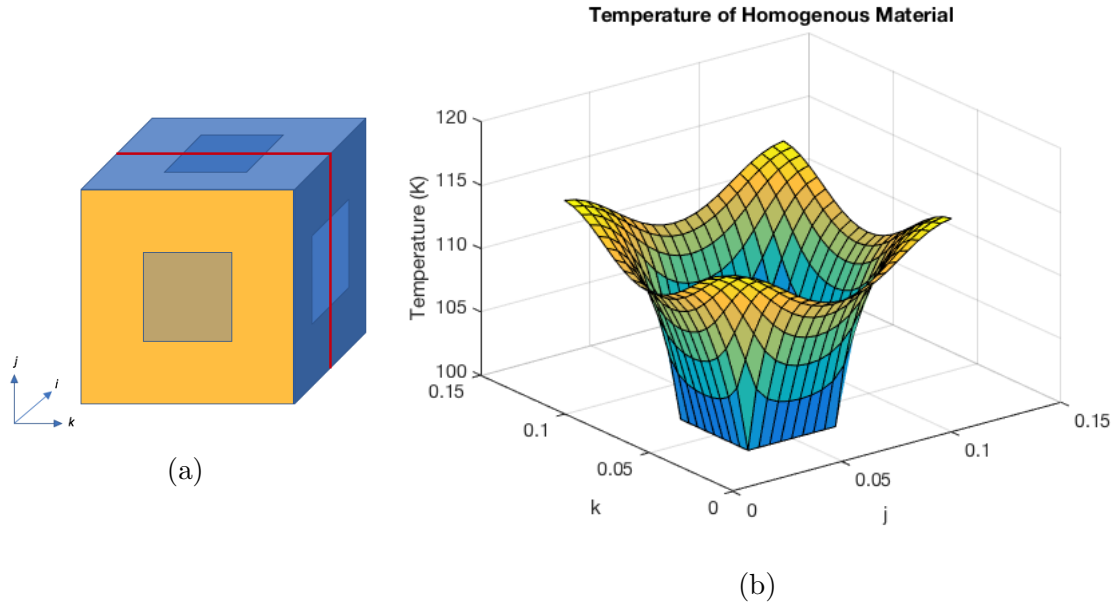 Temperature of Homogenous Material
j
i
k
(a)
120
115
110
105
100
Temperature (K)
0.15
0.1
0.05
0
k
0
0.05
0.1
0.15
j
(b)